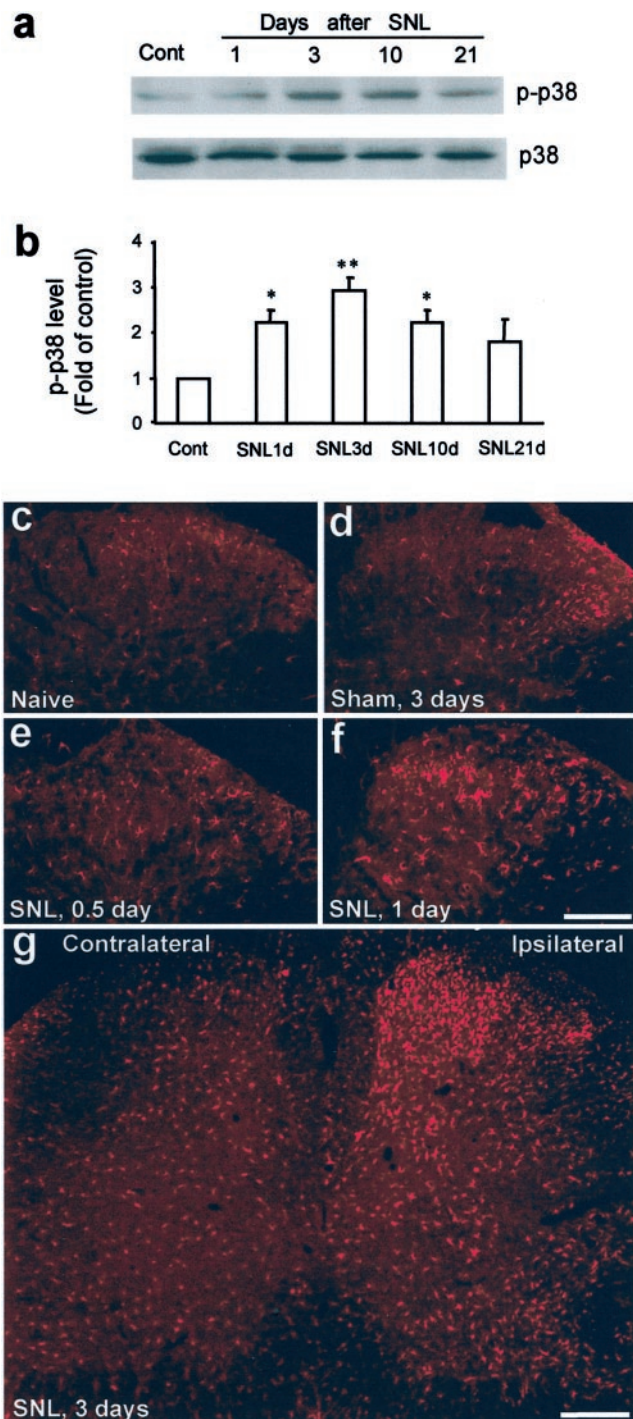 a
Days after SNL
Cont 1 3 10 21
p-p38
p38
b
p-p38 level
(Fold of control)
4
3
2
1
0
* ** *
Cont SNL1d SNL3d SNL10d SNL21d
c
Naive
d
Sham, 3 days
e
SNL, 0.5 day
f
SNL, 1 day
g
Contralateral Ipsilateral
SNL, 3 days